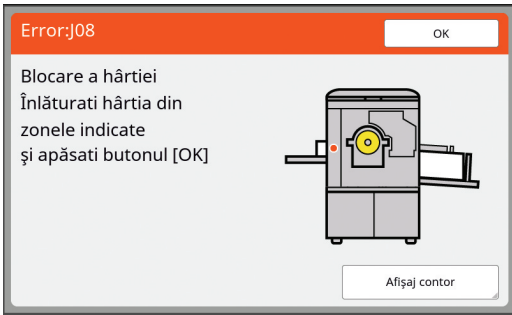 Error:J08
OK
Blocare a hârtiei
Înlăturati hârtia din
zonele indicate
şi apăsati butonul [OK]
Afişaj contor